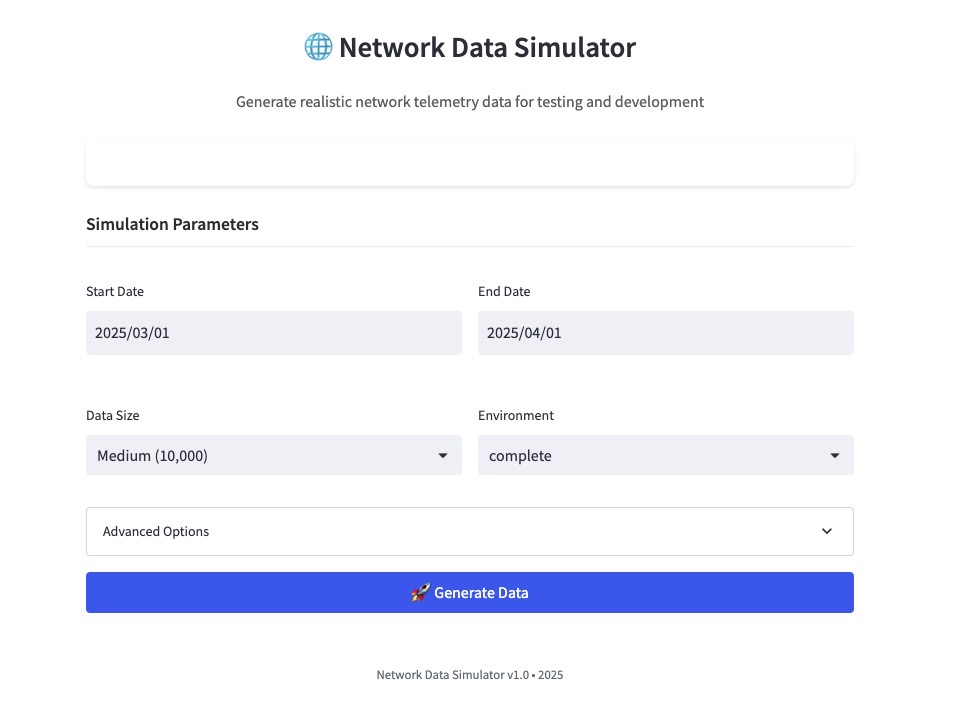 🌐 Network Data Simulator
Generate realistic network telemetry data for testing and development
Simulation Parameters
Start Date
End Date
2025/03/01
2025/04/01
Data Size
Environment
Medium (10,000)
complete
Advanced Options
🚀 Generate Data
Network Data Simulator v1.0 • 2025